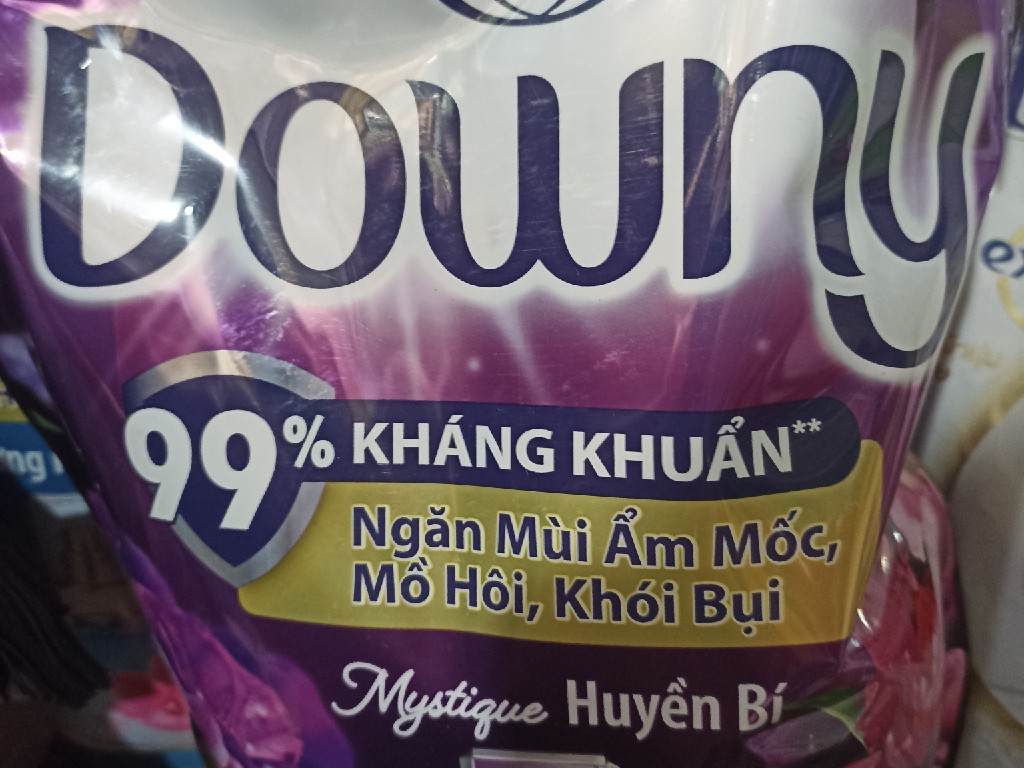 Downy
99% KHÁNG KHUẨN**
Ngăn Mùi Ẩm Mốc,
Mồ Hôi, Khói Bụi
Mystique Huyền Bí